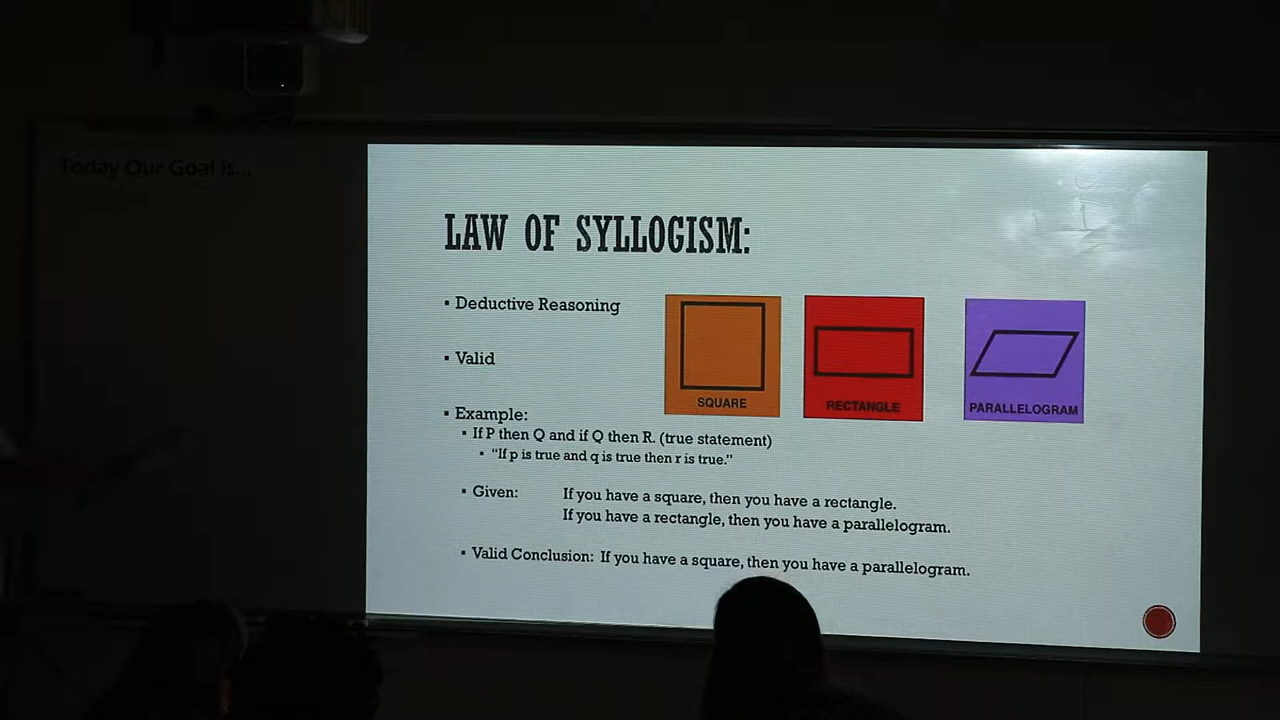 Today Our Goal is...
LAW OF SYLLOGISM:
▪ Deductive Reasoning
▪ Valid
SQUARE
RECTANGLE
PARALLELOGRAM
▪ Example:
▪ If P then Q and if Q then R. (true statement)
▪ "If p is true and q is true then r is true."
▪ Given: If you have a square, then you have a rectangle.
If you have a rectangle, then you have a parallelogram.
▪ Valid Conclusion: If you have a square, then you have a parallelogram.